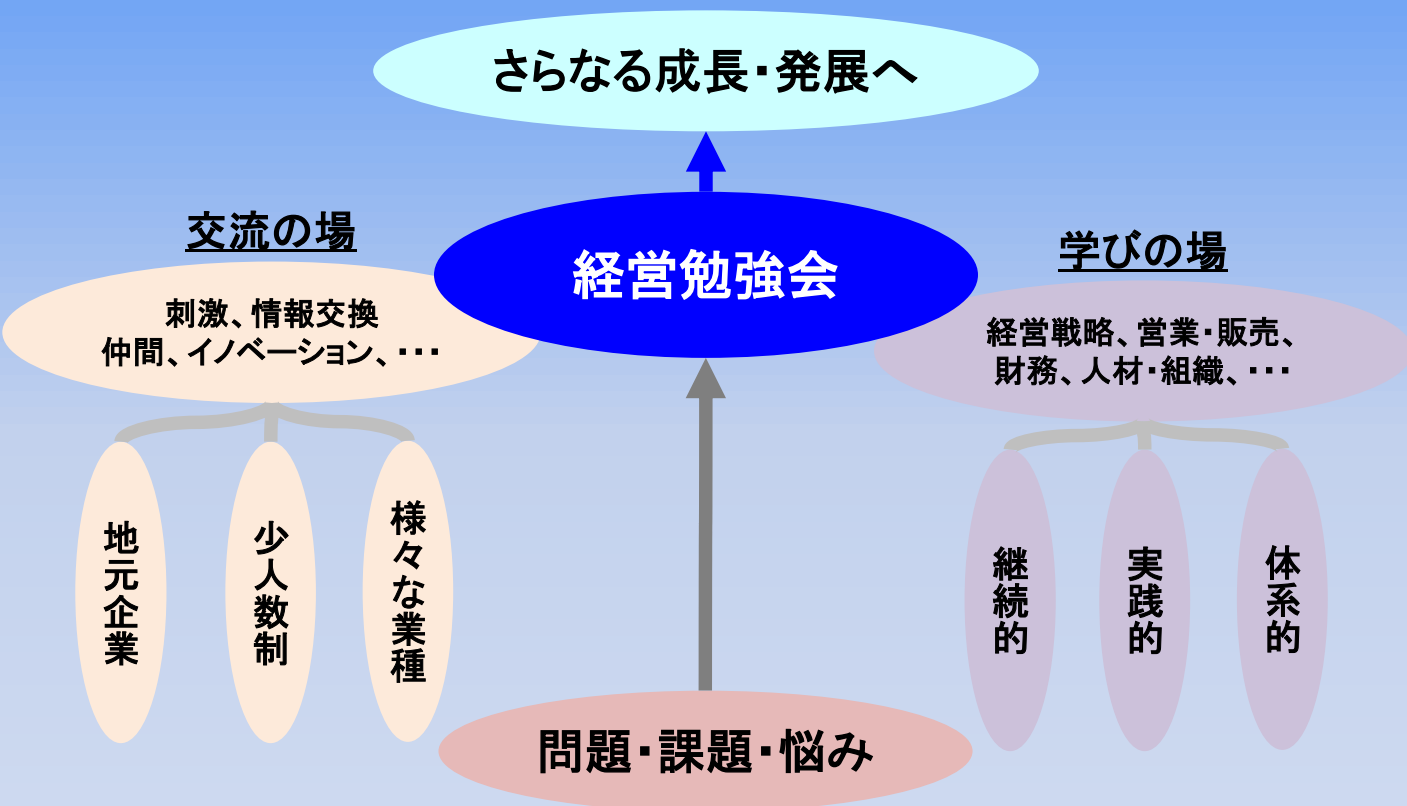 さらなる成長・発展へ
経営勉強会
交流の場
刺激、情報交換
仲間、イノベーション、・・・
地元企業
少人数制
様々な業種
学びの場
経営戦略、営業・販売、
財務、人材・組織、・・・
継続的
実践的
体系的
問題・課題・悩み